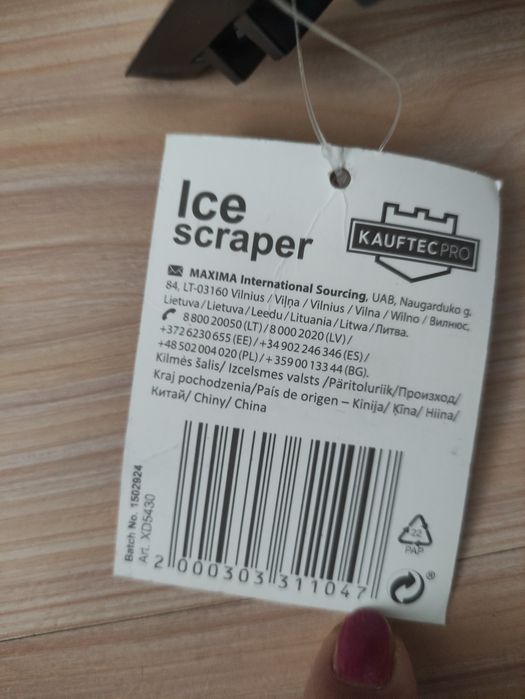 Ice
scraper
KAUFTEC PRO
MAXIMA International Sourcing, UAB, Naugarduko g.
84, LT-03160 Vilnius / Viļņa / Vilnius / Vilna / Wilno / Вилнюс,
Lietuva / Lietuva / Leedu / Lituania / Litwa / Литва.
8 800 20050 (LT) / 8 000 2020 (LV) /
+372 6230 655 (EE) / +34 902 246 346 (ES) /
+48 502 004 020 (PL) / + 359 00 133 44 (BG).
Kilmės šalis / Izcelsmes valsts / Päritoluriik / Произход /
Kraj pochodzenia / País de origen – Kinija / Ķīna / Hiina /
Китай / Chiny / China
Batch No. 1502924
Art. XD5430
2 000303 311047
22
PAP
®